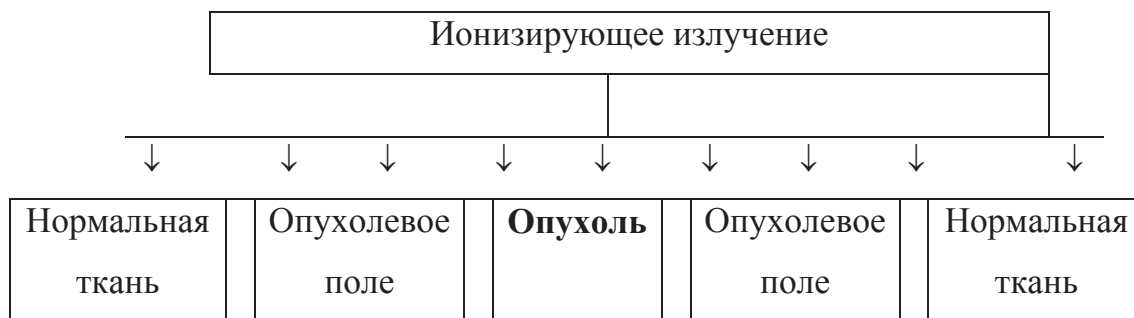 Ионизирующее излучение
↓ ↓ ↓ ↓ ↓ ↓ ↓ ↓ ↓
Нормальная ткань
Опухолевое поле
Опухоль
Опухолевое поле
Нормальная ткань